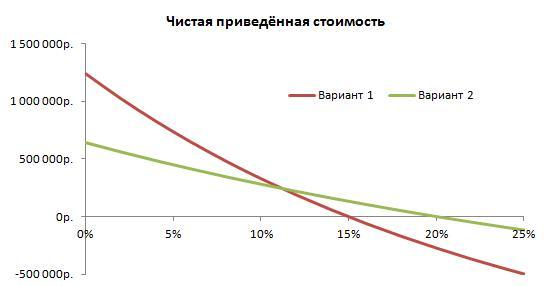 Чистая приведённая стоимость
1 500 000р.
1 000 000р.
500 000р.
0р.
-500 000р.
Вариант 1
Вариант 2
0%
5%
10%
15%
20%
25%